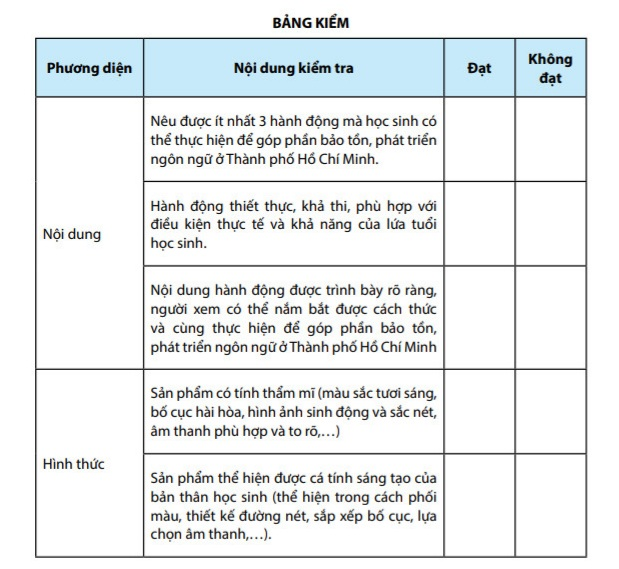 BẢNG KIỂM
Phương diện
Nội dung kiểm tra
Đạt
Không
đạt
Nội dung
Nêu được ít nhất 3 hành động mà học sinh có
thể thực hiện để góp phần bảo tồn, phát triển
ngôn ngữ ở Thành phố Hồ Chí Minh.
Hành động thiết thực, khả thi, phù hợp với
điều kiện thực tế và khả năng của lứa tuổi
học sinh.
Nội dung hành động được trình bày rõ ràng,
người xem có thể nắm bắt được cách thức
và cùng thực hiện để góp phần bảo tồn,
phát triển ngôn ngữ ở Thành phố Hồ Chí Minh
Hình thức
Sản phẩm có tính thẩm mĩ (màu sắc tươi sáng,
bố cục hài hòa, hình ảnh sinh động và sắc nét,
âm thanh phù hợp và to rõ,…)
Sản phẩm thể hiện được cá tính sáng tạo của
bản thân học sinh (thể hiện trong cách phối
màu, thiết kế đường nét, sắp xếp bố cục, lựa
chọn âm thanh,…).